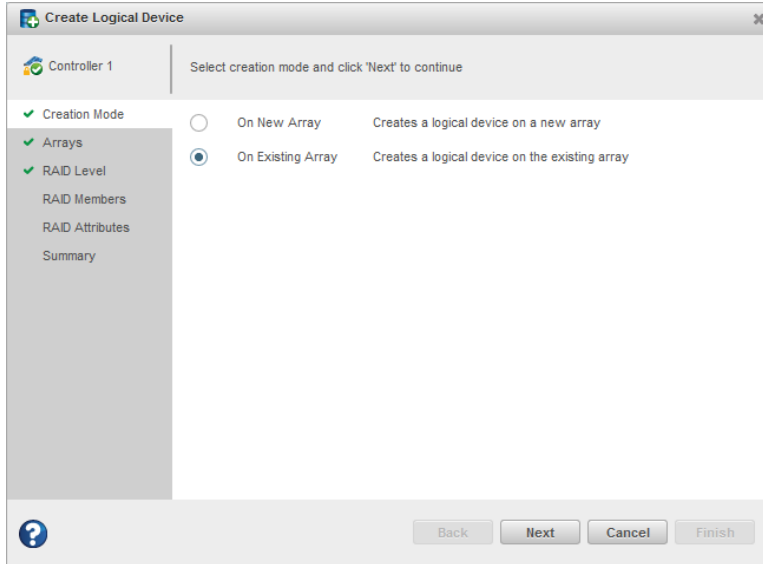 Create Logical Device
Controller 1
Select creation mode and click 'Next' to continue
Creation Mode
Arrays
RAID Level
RAID Members
RAID Attributes
Summary
On New Array Creates a logical device on a new array
On Existing Array Creates a logical device on the existing array
? Back Next Cancel Finish